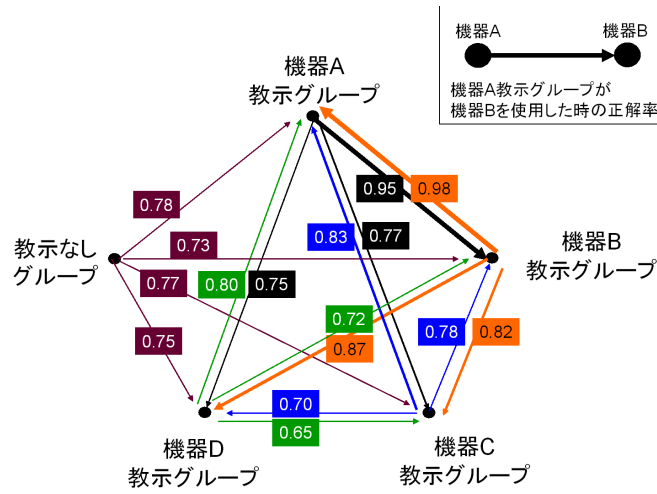 機器A
機器B
機器A教示グループが
機器Bを使用した時の正解率
機器A
教示グループ
0.95
0.98
0.78
0.83
0.77
教示なし
グループ
0.73
機器B
教示グループ
0.77
0.80
0.75
0.75
0.72
0.87
0.78
0.82
0.70
0.65
機器D
教示グループ
機器C
教示グループ